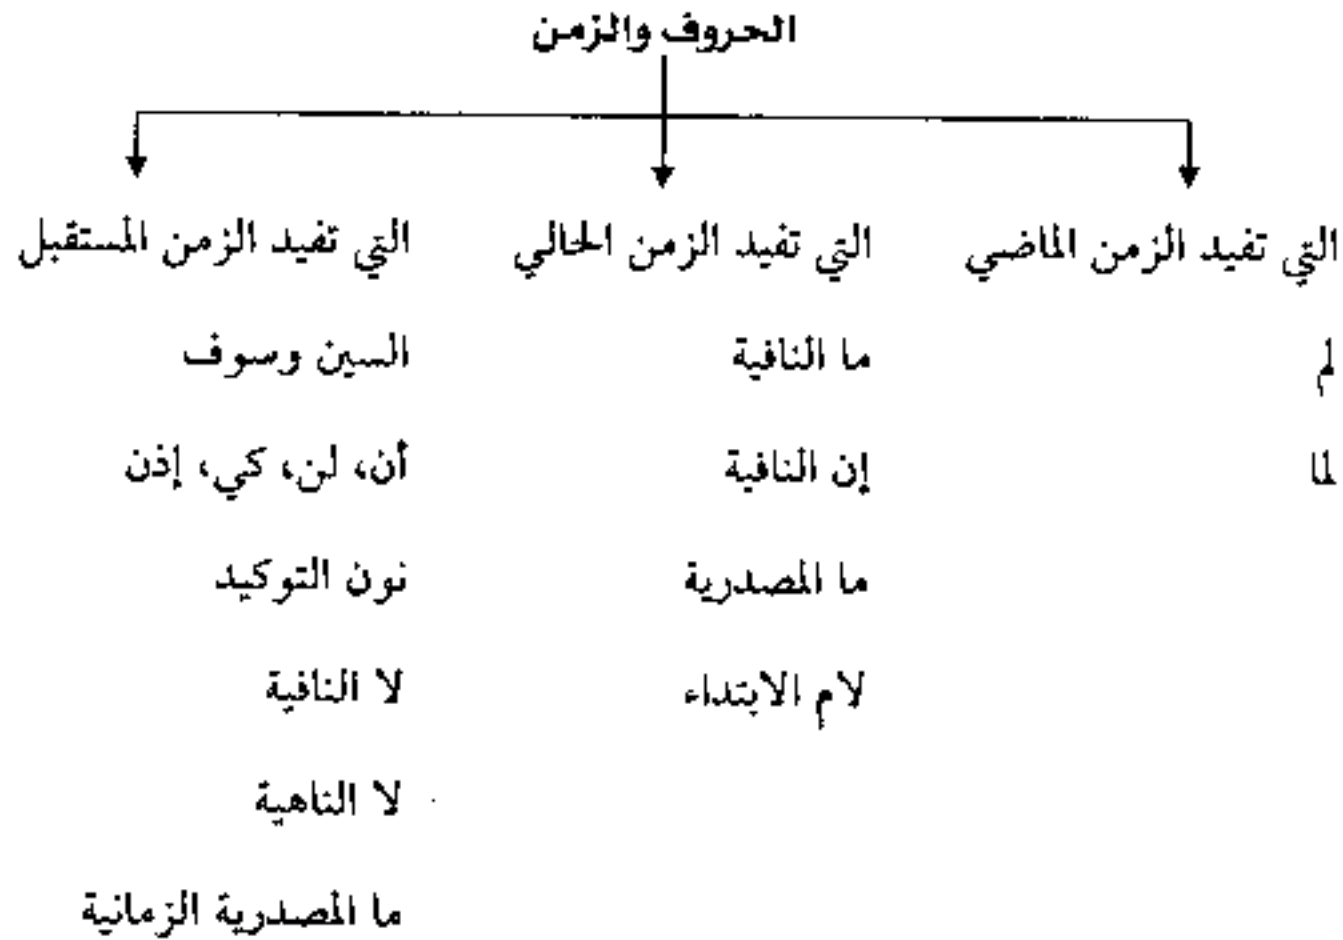 الحروف والزمن
التي تفيد الزمن الماضي
لم
لما
التي تفيد الزمن الحالي
ما النافية
إن النافية
ما المصدرية
لام الابتداء
التي تفيد الزمن المستقبل
السين وسوف
أن، لن، كي، إذن
نون التوكيد
لا النافية
لا الناهية
ما المصدرية الزمانية